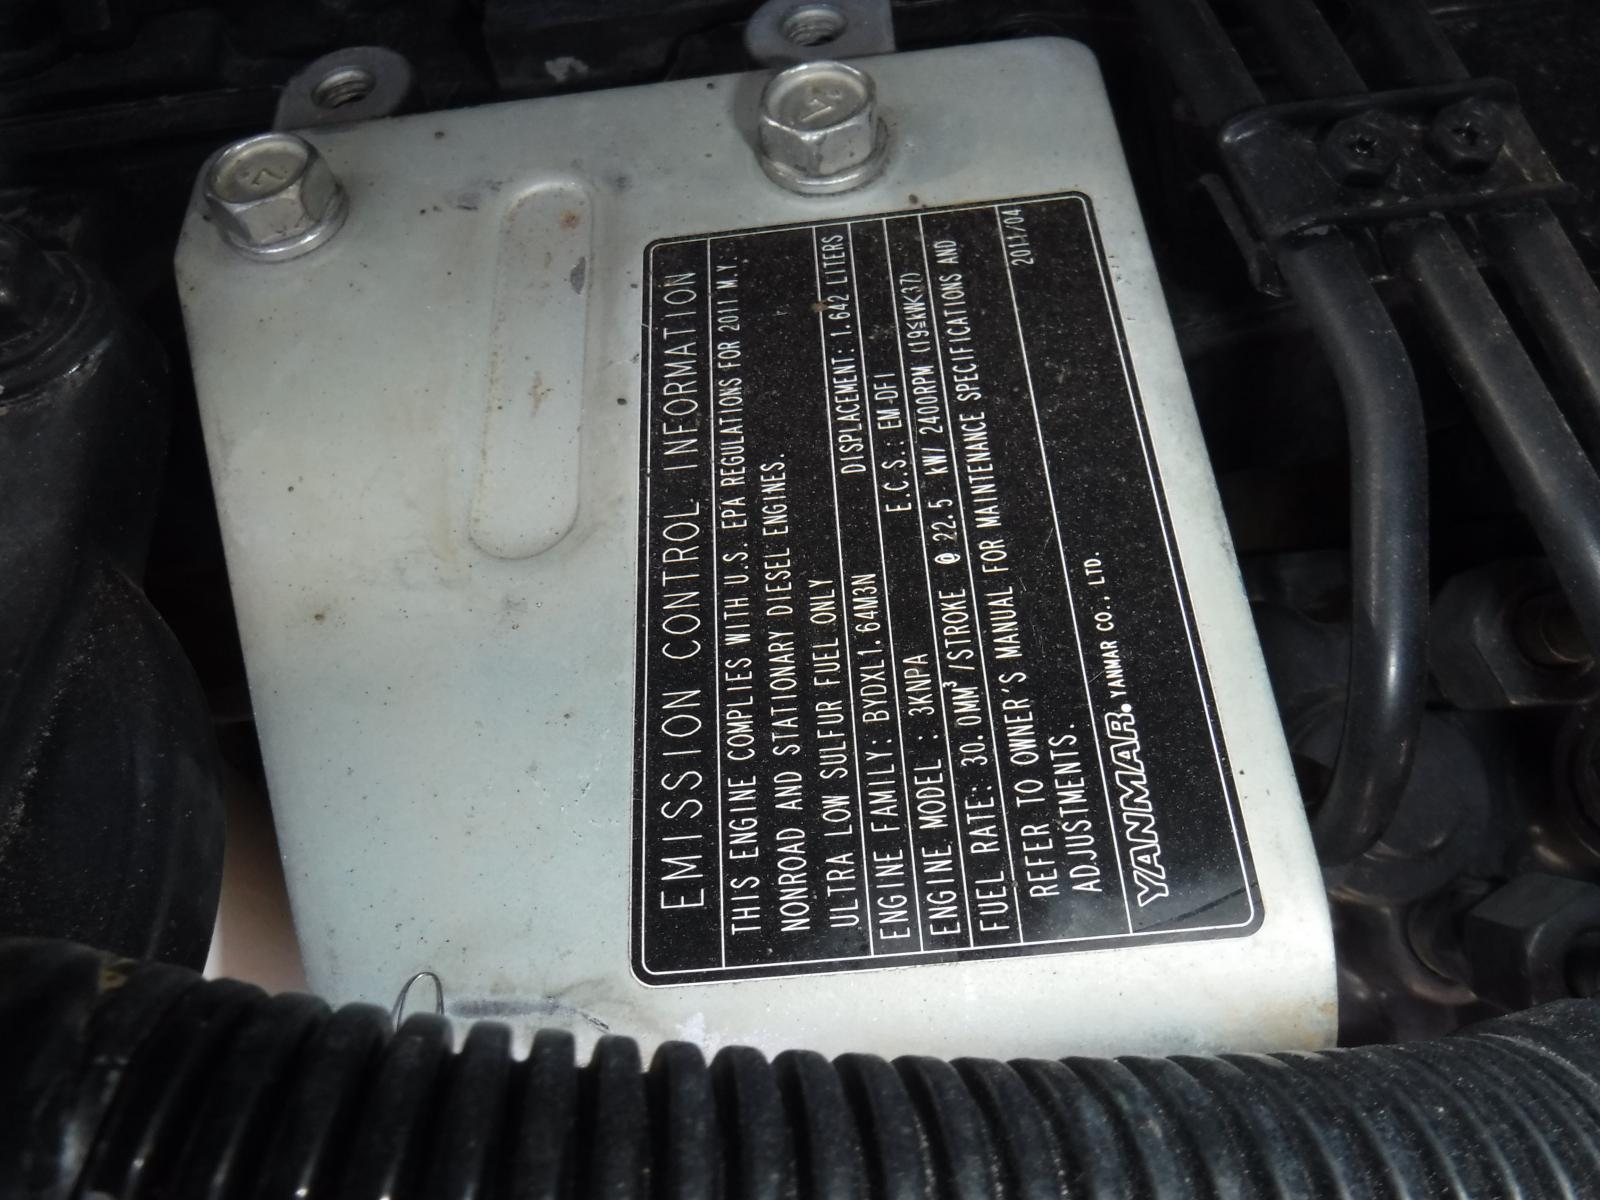 EMISSION CONTROL INFORMATION
THIS ENGINE COMPLIES WITH U.S. EPA REGULATIONS FOR 2011 M.Y.
NONROAD AND STATIONARY DIESEL ENGINES.
ULTRA LOW SULFUR FUEL ONLY
ENGINE FAMILY: BYDXL1.64M3N DISPLACEMENT: 1.642 LITERS
ENGINE MODEL : 3KNPA E.C.S.: EM-DFI
FUEL RATE: 30.0MM³/STROKE @ 22.5 kW/ 2400RPM (19≤kW<37)
REFER TO OWNER'S MANUAL FOR MAINTENANCE SPECIFICATIONS AND
ADJUSTMENTS.
YANMAR. YANMAR CO., LTD. 2011/04
7
7